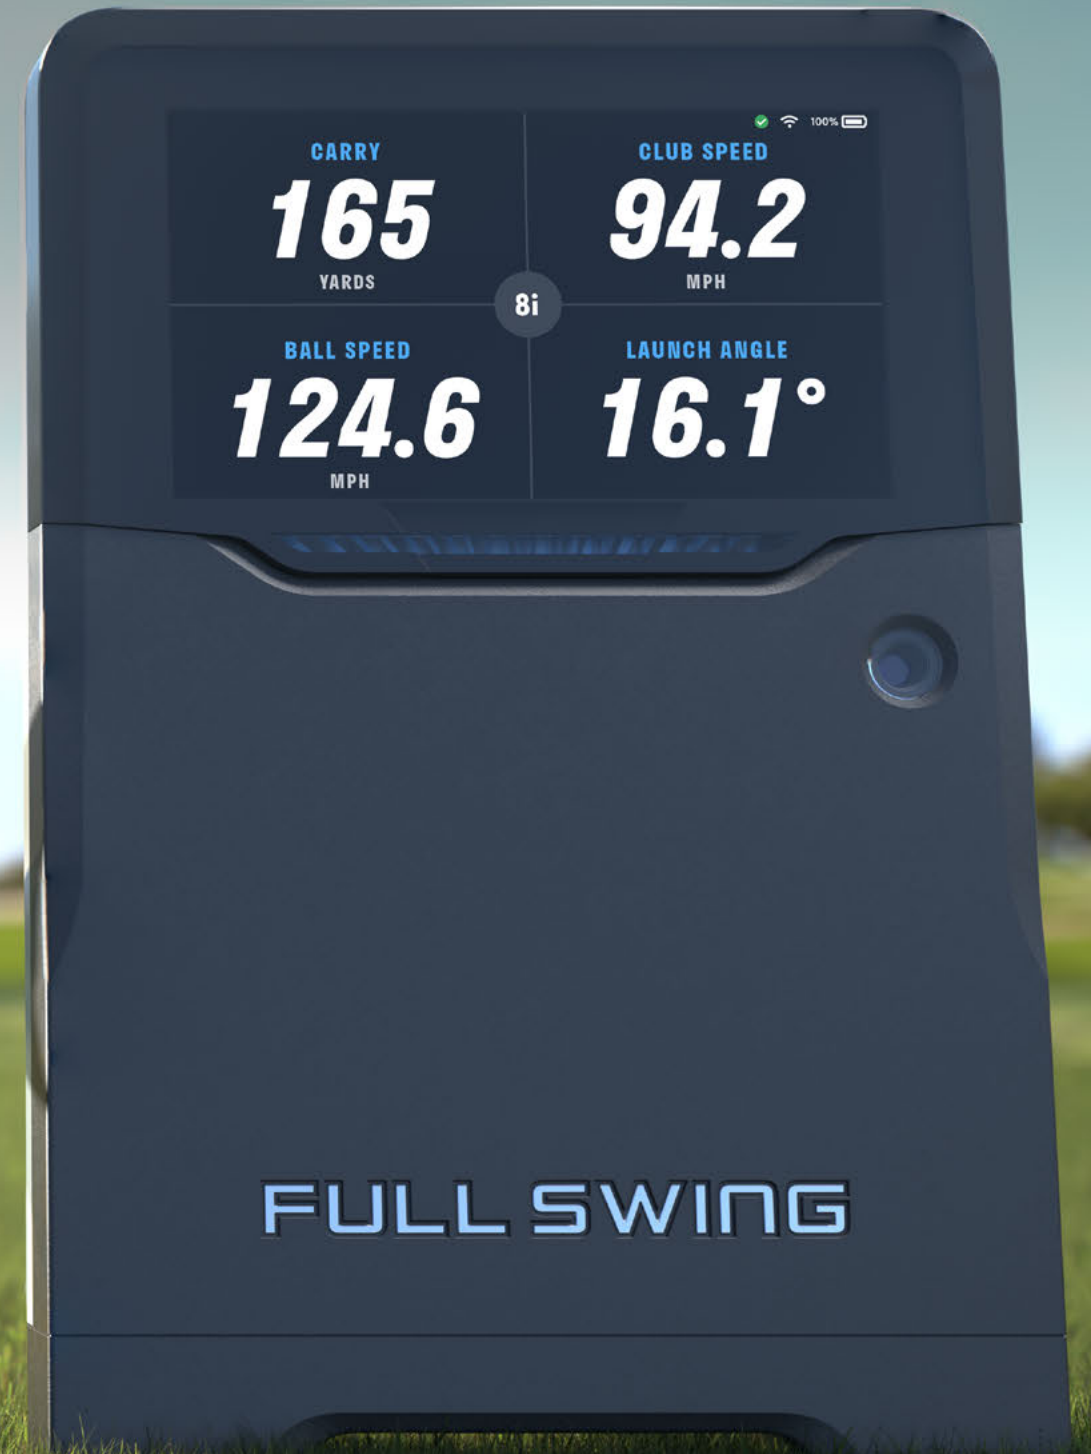 100%
CARRY
165
YARDS
CLUB SPEED
94.2
MPH
8i
BALL SPEED
124.6
MPH
LAUNCH ANGLE
16.1°
FULL SWING